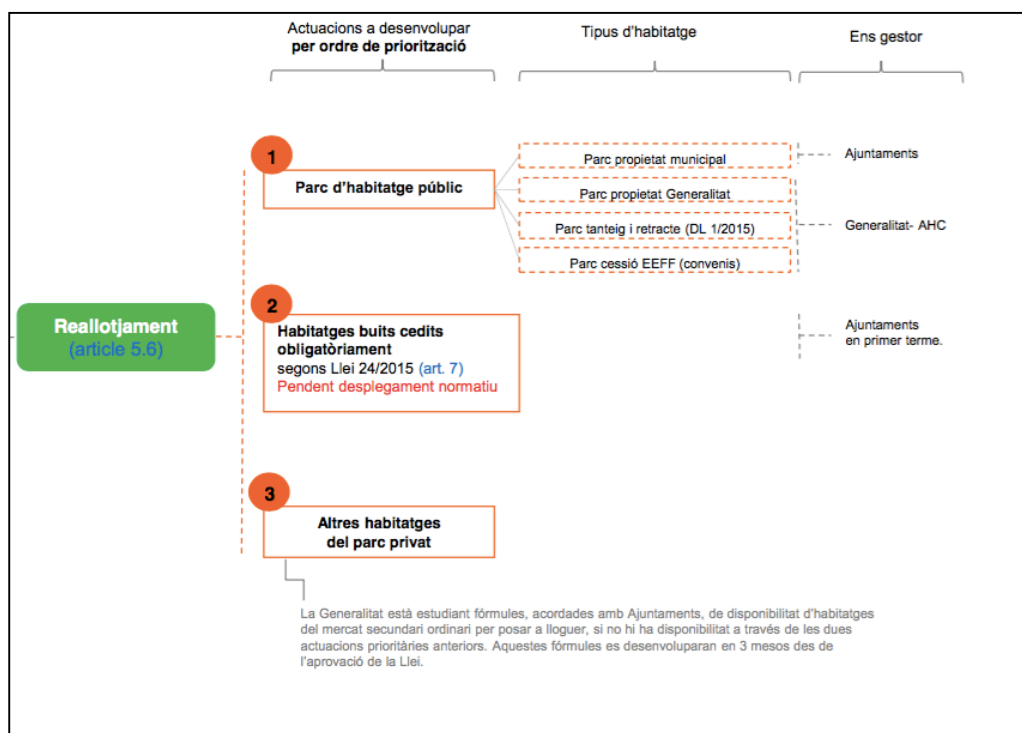 Actuacions a desenvolupar
per ordre de priorització
Tipus d'habitatge
Ens gestor
1
Parc d'habitatge públic
Parc propietat municipal
Parc propietat Generalitat
Parc tanteig i retracte (DL 1/2015)
Parc cessió EEFF (convenis)
Ajuntaments
Generalitat- AHC
Reallotjament
(article 5.6)
2
Habitatges buits cedits
obligatòriament
segons Llei 24/2015 (art. 7)
Pendent desplegament normatiu
Ajuntaments
en primer terme.
3
Altres habitatges
del parc privat
La Generalitat està estudiant fórmules, acordades amb Ajuntaments, de disponibilitat d'habitatges
del mercat secundari ordinari per posar a lloguer, si no hi ha disponibilitat a través de les dues
actuacions prioritàries anteriors. Aquestes fórmules es desenvoluparan en 3 mesos des de
l'aprovació de la Llei.